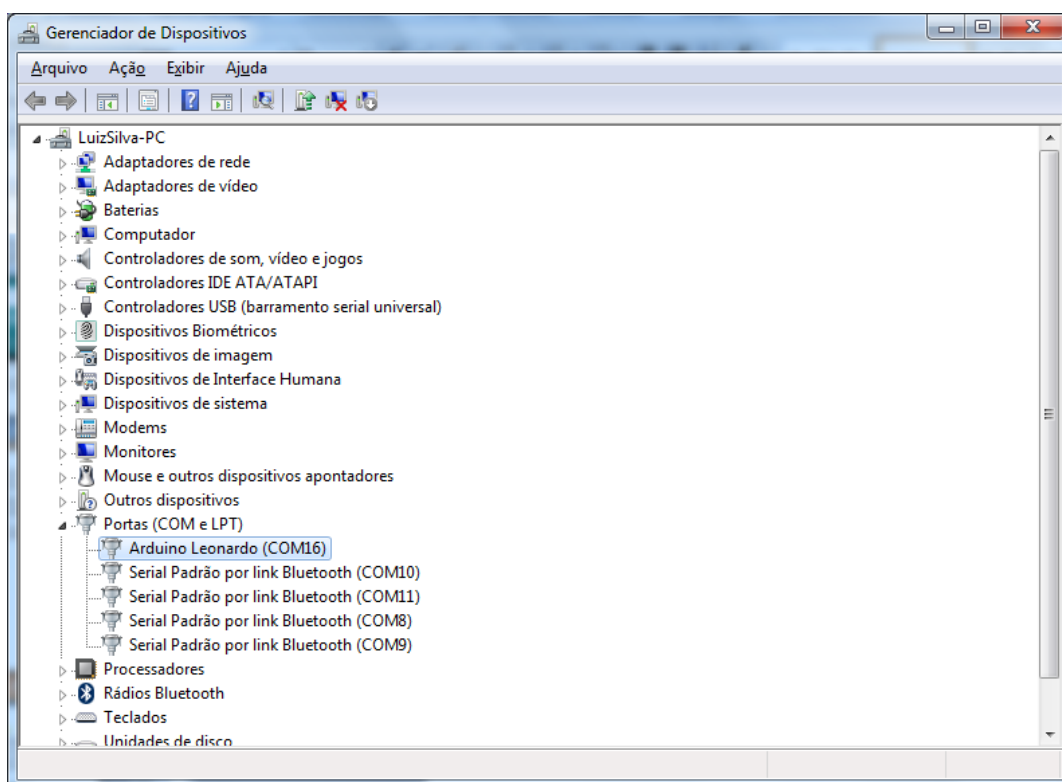 Gerenciador de Dispositivos
Arquivo Ação Exibir Ajuda
LuizSilva-PC
Adaptadores de rede
Adaptadores de vídeo
Baterias
Computador
Controladores de som, vídeo e jogos
Controladores IDE ATA/ATAPI
Controladores USB (barramento serial universal)
Dispositivos Biométricos
Dispositivos de imagem
Dispositivos de Interface Humana
Dispositivos de sistema
Modems
Monitores
Mouse e outros dispositivos apontadores
Outros dispositivos
Portas (COM e LPT)
Arduino Leonardo (COM16)
Serial Padrão por link Bluetooth (COM10)
Serial Padrão por link Bluetooth (COM11)
Serial Padrão por link Bluetooth (COM8)
Serial Padrão por link Bluetooth (COM9)
Processadores
Rádios Bluetooth
Teclados
Unidades de disco